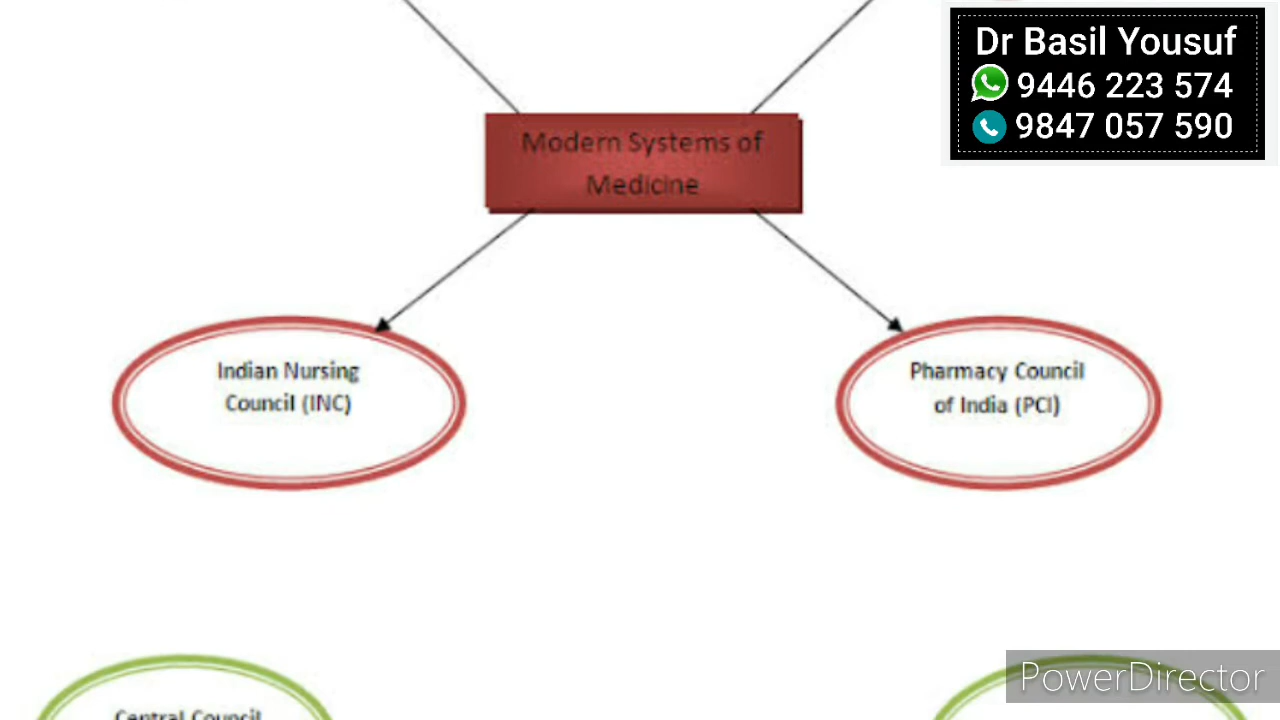 Dr Basil Yousuf
9446 223 574
9847 057 590
Modern Systems of
Medicine
Indian Nursing
Council (INC)
Pharmacy Council
of India (PCI)
Central Council
PowerDirector